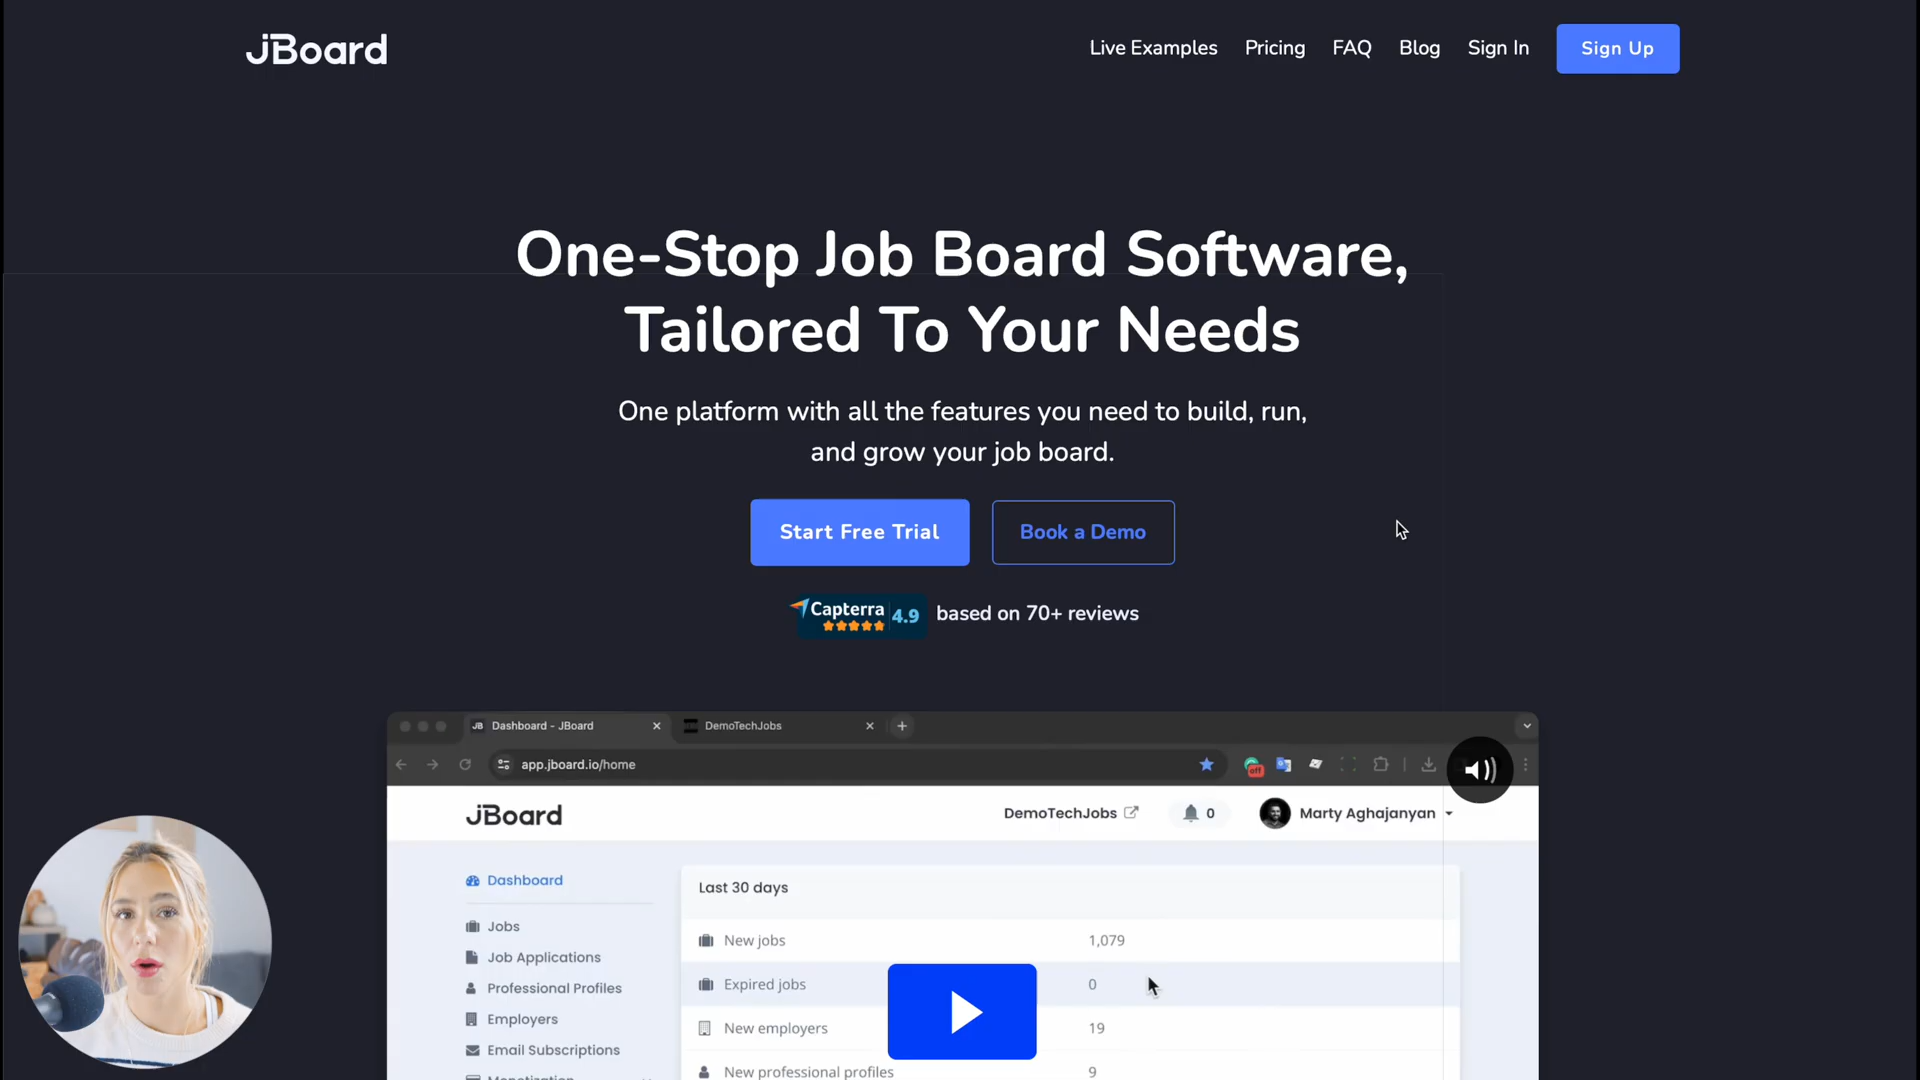 JBoard
Live Examples
Pricing
FAQ
Blog
Sign In
Sign Up
One-Stop Job Board Software,
Tailored To Your Needs
One platform with all the features you need to build, run,
and grow your job board.
Start Free Trial
Book a Demo
Capterra
4.9
based on 70+ reviews
JB
Dashboard - JBoard
DemoTechJobs
app.jboard.io/home
off
JBoard
DemoTechJobs
0
Marty Aghajanyan
Dashboard
Jobs
Job Applications
Professional Profiles
Employers
Email Subscriptions
Monetization
Last 30 days
New jobs 1,079
Expired jobs 0
New employers 19
New professional profiles 9